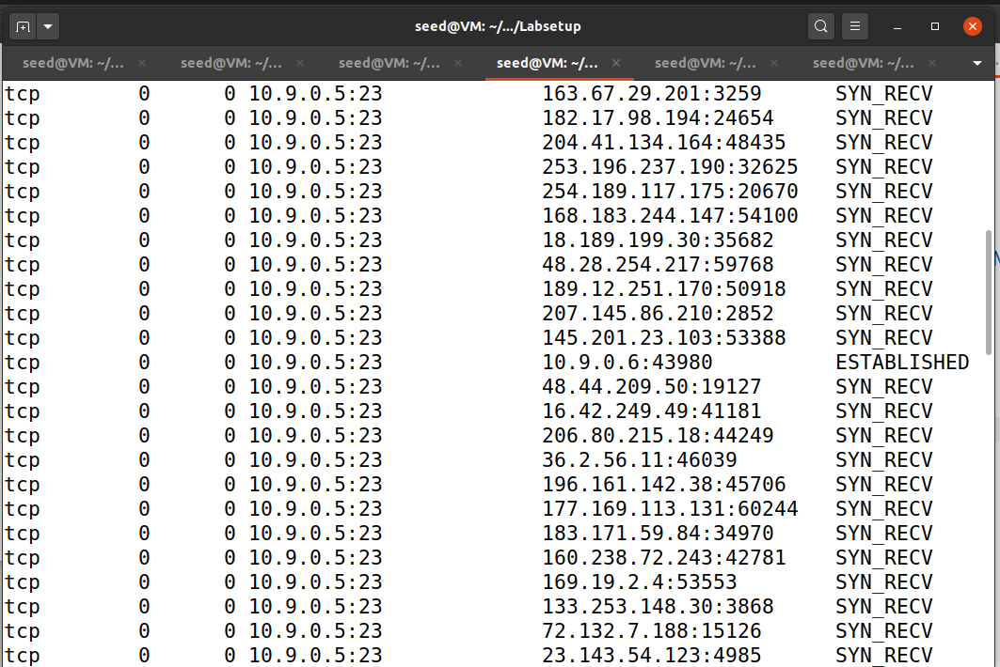 seed@VM: ~/.../Labsetup
seed@VM: ~/... seed@VM: ~/... seed@VM: ~/... seed@VM: ~/... seed@VM: ~/... seed@VM: ~/...
tcp 0 0 10.9.0.5:23 163.67.29.201:3259 SYN_RECV
tcp 0 0 10.9.0.5:23 182.17.98.194:24654 SYN_RECV
tcp 0 0 10.9.0.5:23 204.41.134.164:48435 SYN_RECV
tcp 0 0 10.9.0.5:23 253.196.237.190:32625 SYN_RECV
tcp 0 0 10.9.0.5:23 254.189.117.175:20670 SYN_RECV
tcp 0 0 10.9.0.5:23 168.183.244.147:54100 SYN_RECV
tcp 0 0 10.9.0.5:23 18.189.199.30:35682 SYN_RECV
tcp 0 0 10.9.0.5:23 48.28.254.217:59768 SYN_RECV
tcp 0 0 10.9.0.5:23 189.12.251.170:50918 SYN_RECV
tcp 0 0 10.9.0.5:23 207.145.86.210:2852 SYN_RECV
tcp 0 0 10.9.0.5:23 145.201.23.103:53388 SYN_RECV
tcp 0 0 10.9.0.5:23 10.9.0.6:43980 ESTABLISHED
tcp 0 0 10.9.0.5:23 48.44.209.50:19127 SYN_RECV
tcp 0 0 10.9.0.5:23 16.42.249.49:41181 SYN_RECV
tcp 0 0 10.9.0.5:23 206.80.215.18:44249 SYN_RECV
tcp 0 0 10.9.0.5:23 36.2.56.11:46039 SYN_RECV
tcp 0 0 10.9.0.5:23 196.161.142.38:45706 SYN_RECV
tcp 0 0 10.9.0.5:23 177.169.113.131:60244 SYN_RECV
tcp 0 0 10.9.0.5:23 183.171.59.84:34970 SYN_RECV
tcp 0 0 10.9.0.5:23 160.238.72.243:42781 SYN_RECV
tcp 0 0 10.9.0.5:23 169.19.2.4:53553 SYN_RECV
tcp 0 0 10.9.0.5:23 133.253.148.30:3868 SYN_RECV
tcp 0 0 10.9.0.5:23 72.132.7.188:15126 SYN_RECV
tcp 0 0 10.9.0.5:23 23.143.54.123:4985 SYN_RECV